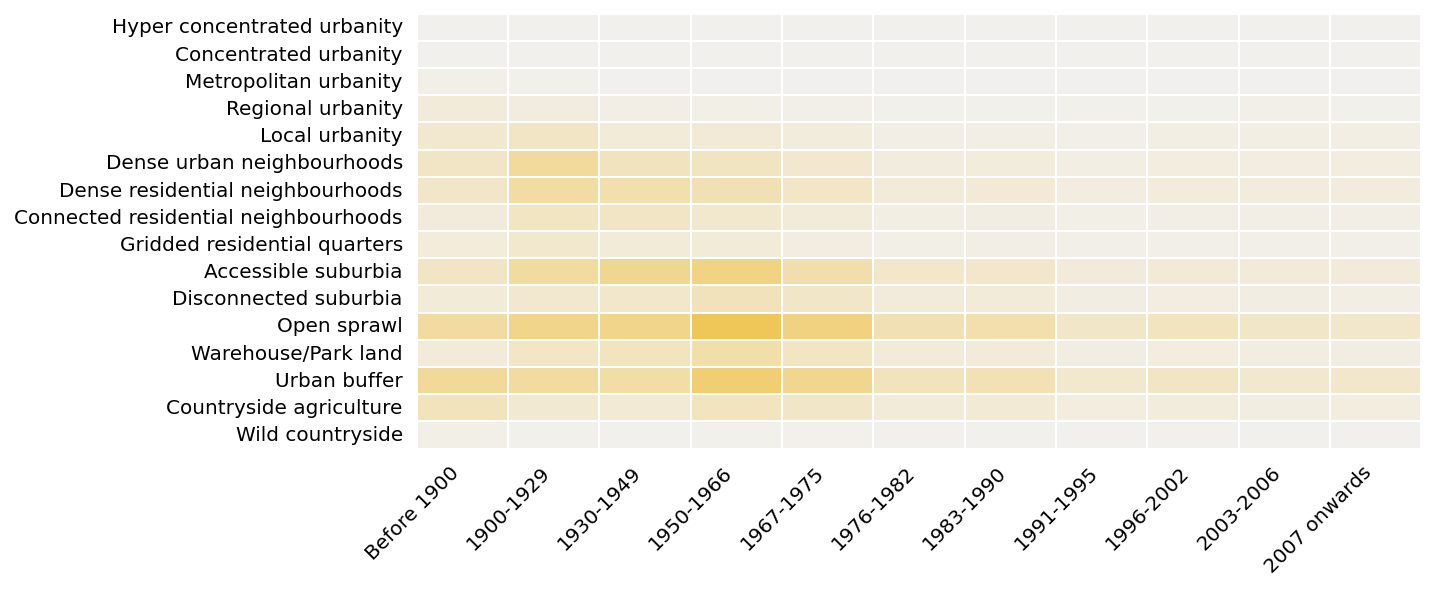 Hyper concentrated urbanity
Concentrated urbanity
Metropolitan urbanity
Regional urbanity
Local urbanity
Dense urban neighbourhoods
Dense residential neighbourhoods
Connected residential neighbourhoods
Gridded residential quarters
Accessible suburbia
Disconnected suburbia
Open sprawl
Warehouse/Park land
Urban buffer
Countryside agriculture
Wild countryside
Before 1900
1900-1929
1930-1949
1950-1966
1967-1975
1976-1982
1983-1990
1991-1995
1996-2002
2003-2006
2007 onwards